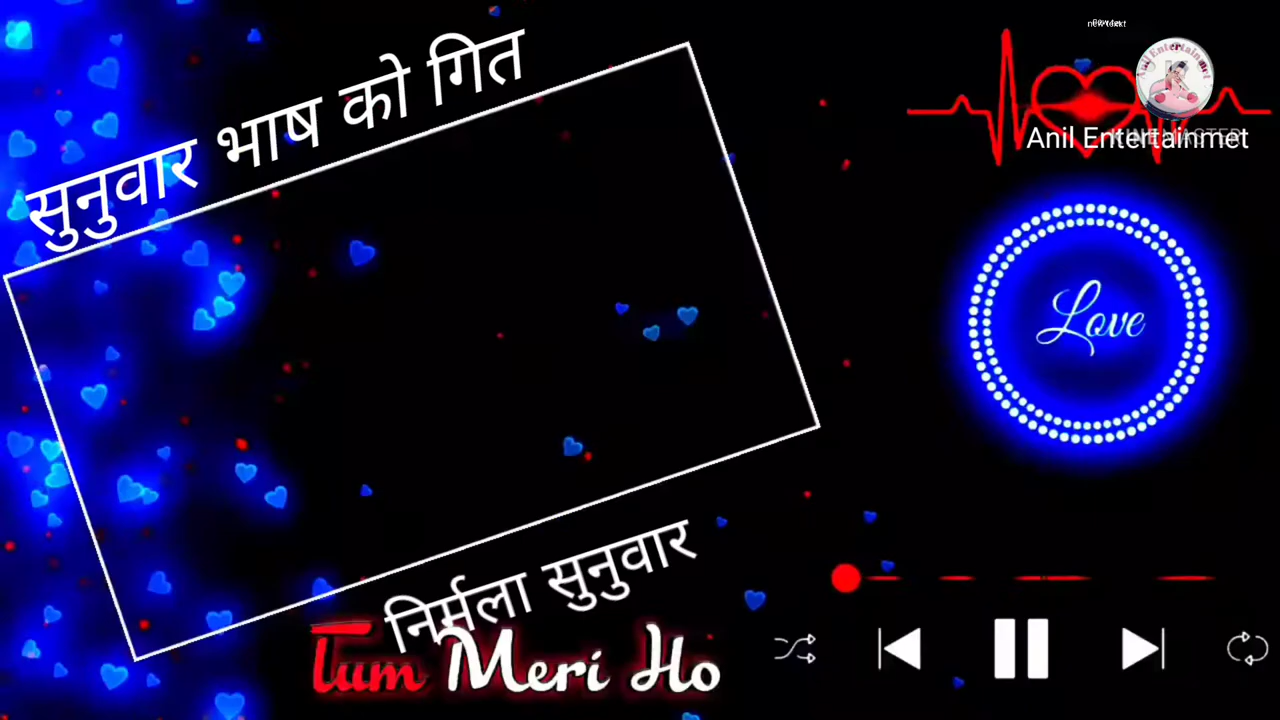 सुनुवार भाष को गित
Anil Entertainmet
Love
निर्मला सुनुवार
Tum Meri Ho